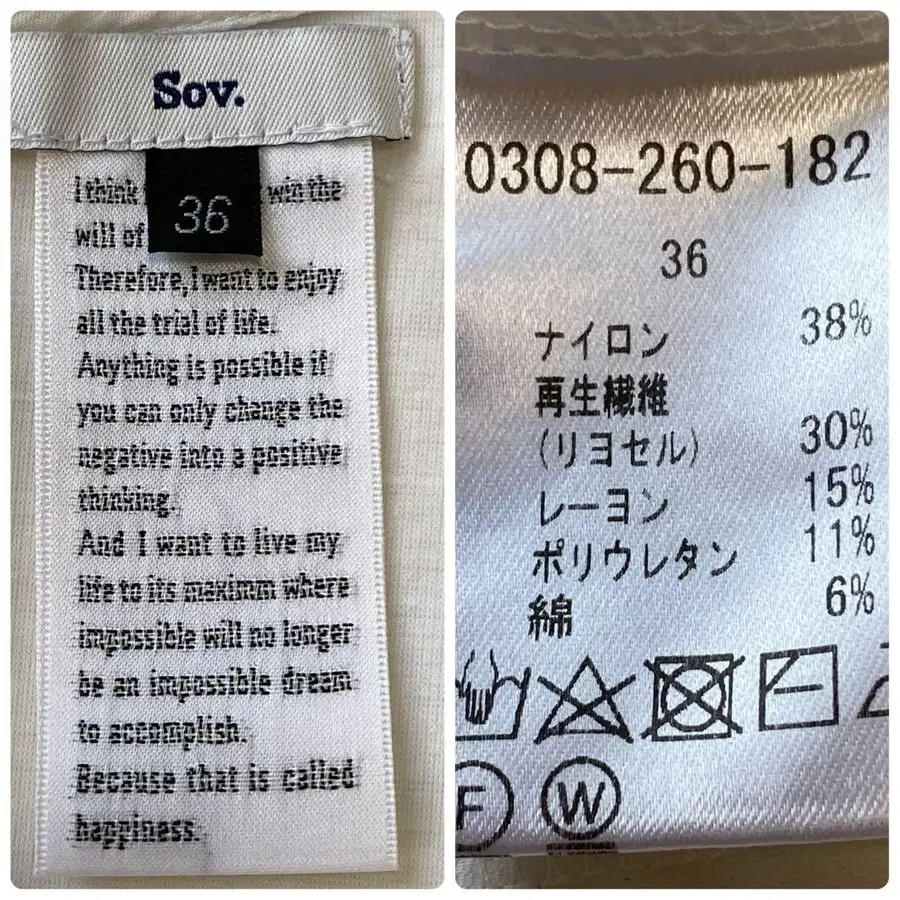 Sov.
36
I think win the
will of
Therefore, I want to enjoy
all the trial of life.
Anything is possible if
you can only change the
negative into a positive
thinking.
And I want to live my
life to its maximm where
impossible will no longer
be an impossible dream
to accomplish.
Because that is called
happiness.
0308-260-182
36
ナイロン 38%
再生繊維
(リヨセル) 30%
レーヨン 15%
ポリウレタン 11%
綿 6%
F W